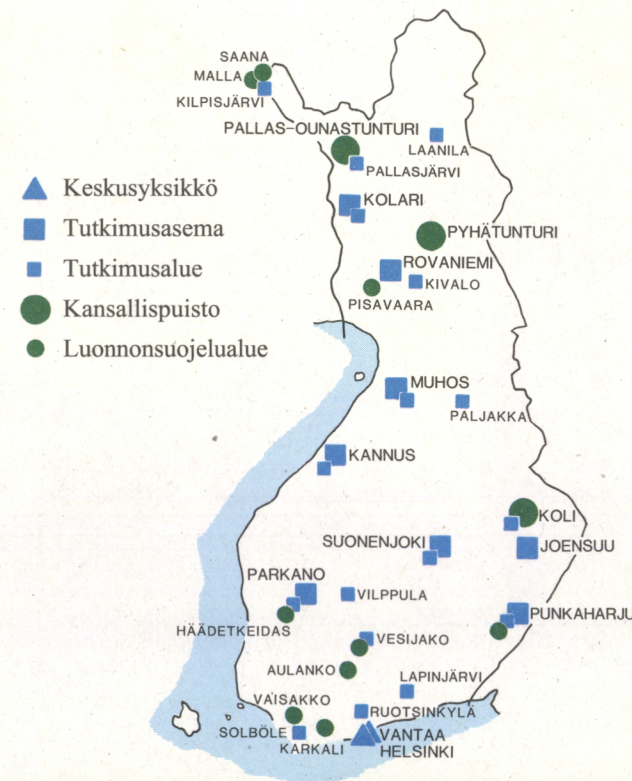 SAANA
MALLA
KILPISJÄRVI
PALLAS-OUNASTUNTURI
LAANILA
PALLASJÄRVI
Keskusyksikkö
KOLARI
Tutkimusasema
PYHÄTUNTURI
Tutkimusalue
ROVANIEMI
KIVALO
Kansallispuisto
PISAVAARA
Luonnonsuojelualue
MUHOS
PALJAKKA
KANNUS
KOLI
SUONENJOKI
JOENSUU
PARKANO
VILPPULA
PUNKAHARJU
HÄÄDETKEIDAS
VESIJAKO
AULANKO
LAPINJÄRVI
VAISAKKO
RUOTSINKYLÄ
SOLBÖLE
VANTAA
KARKALI
HELSINKI